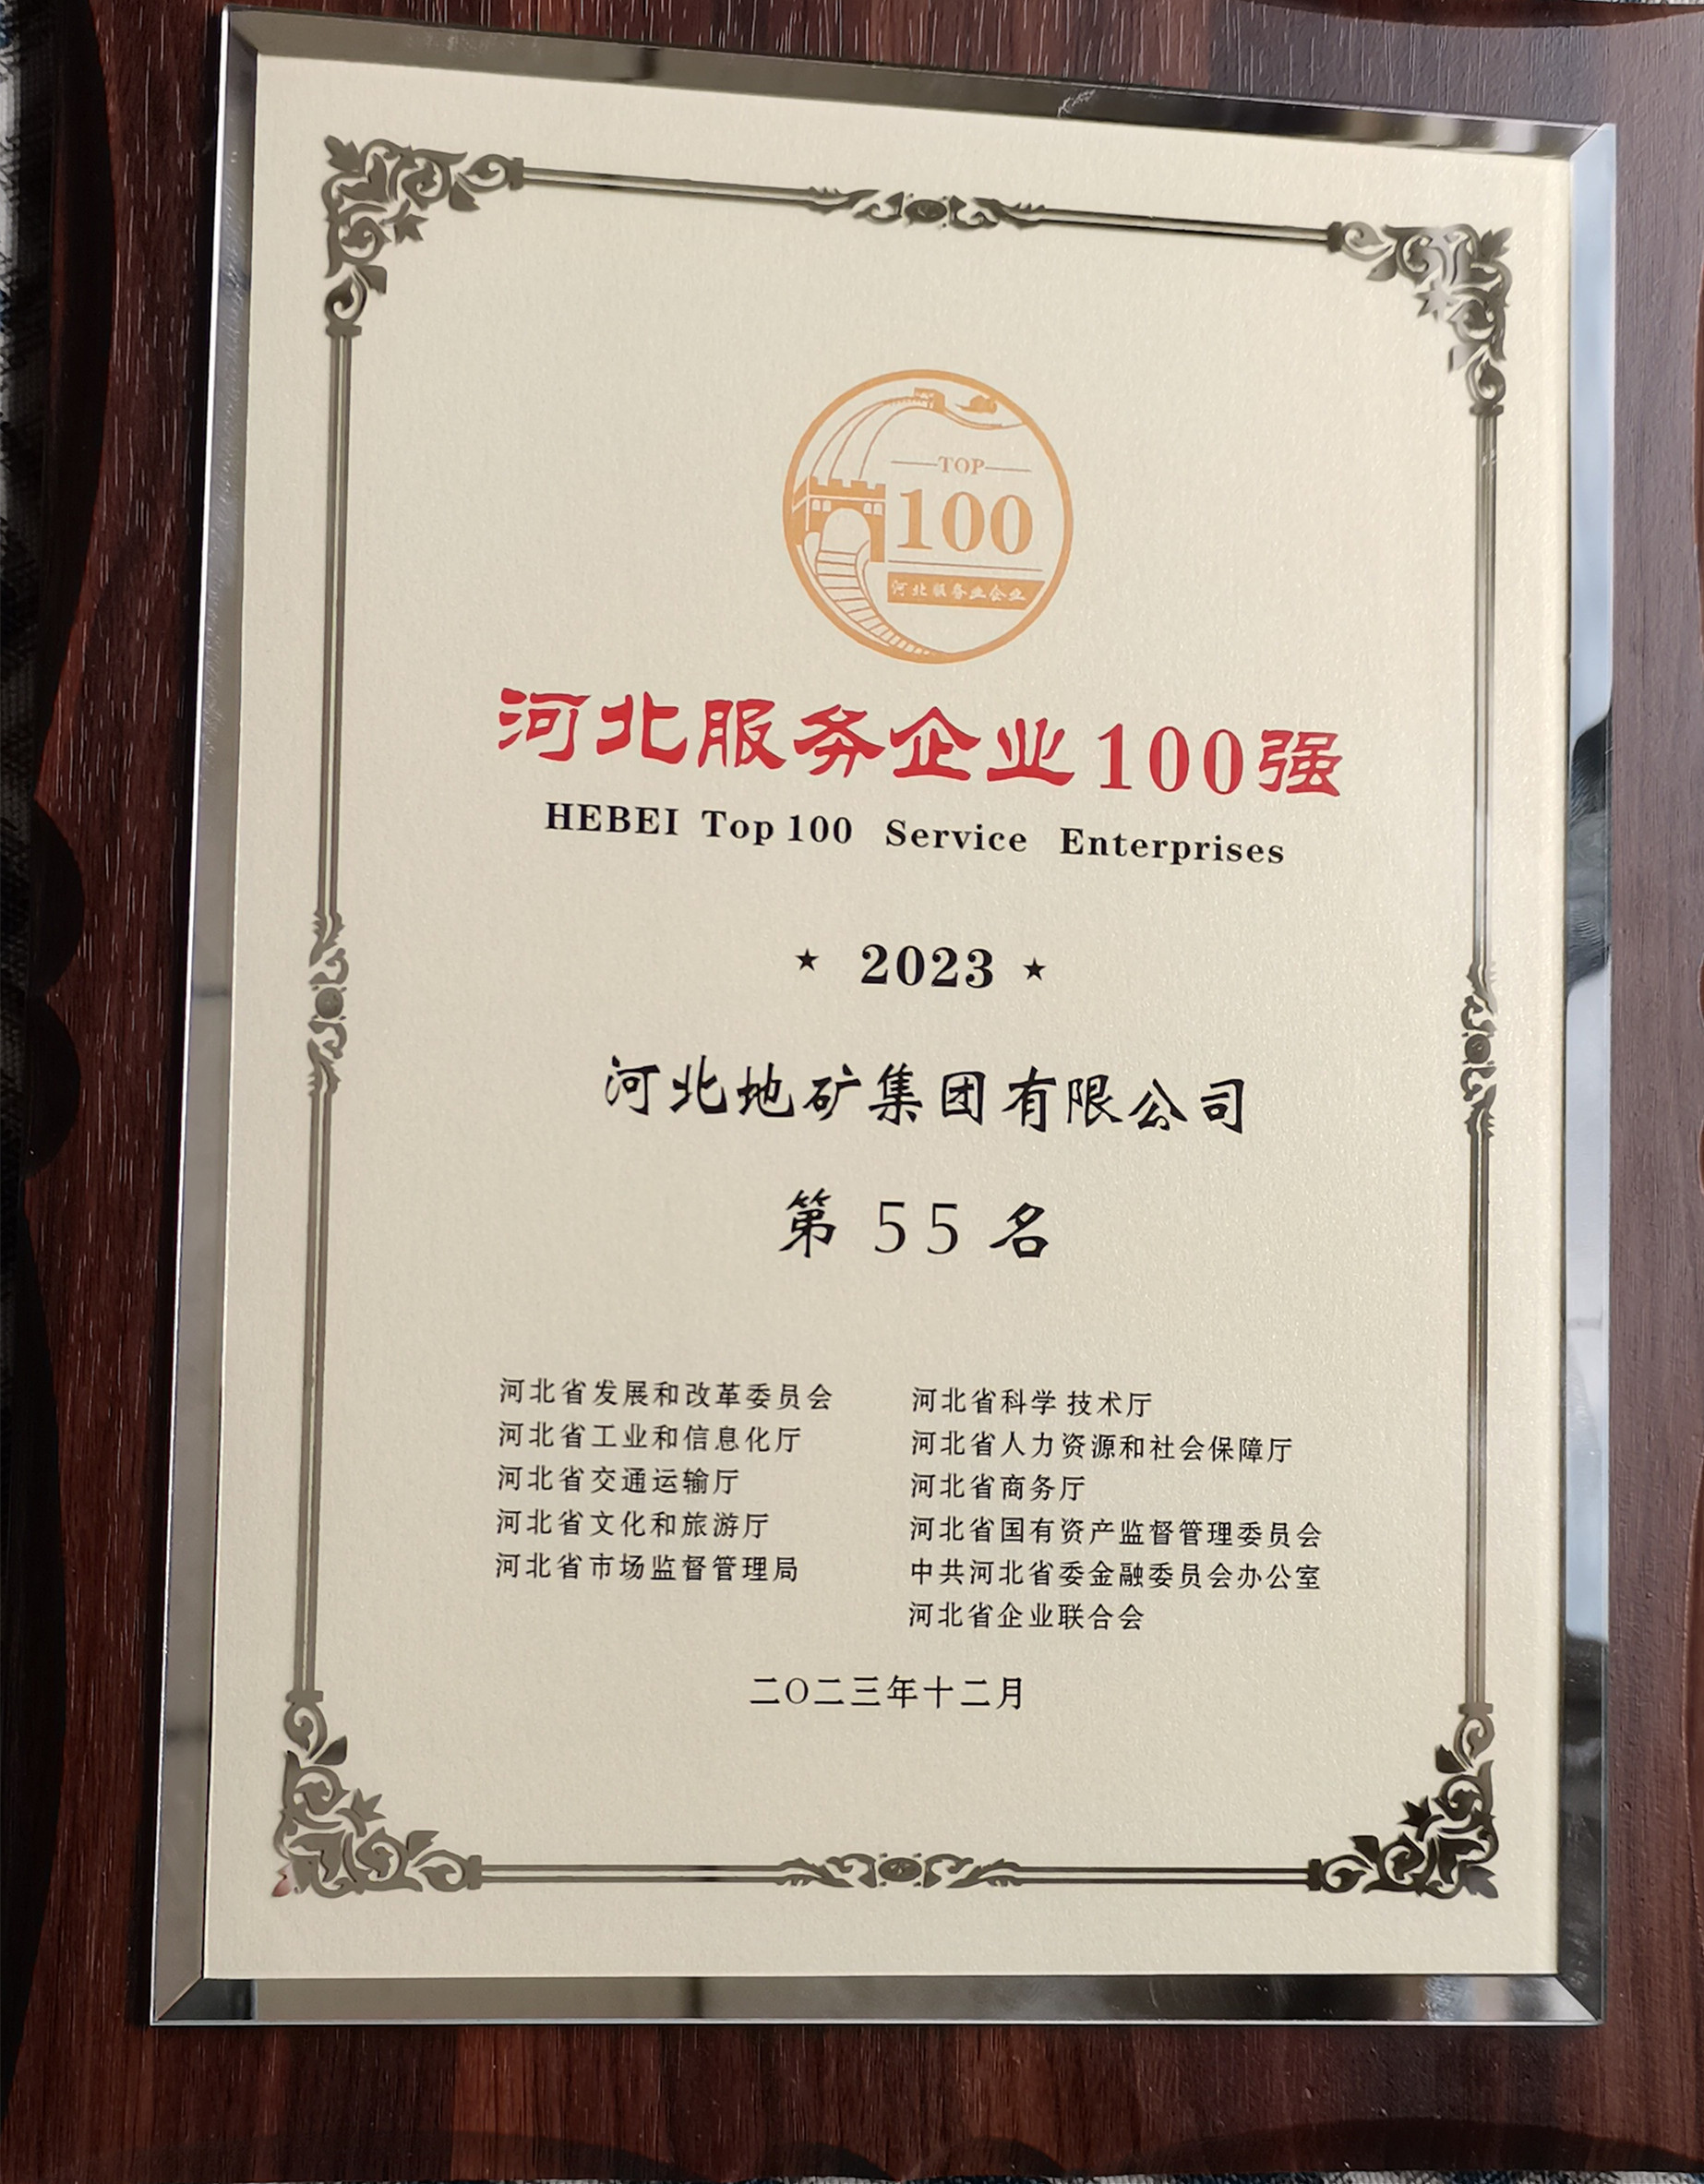 TOP
100
河北服务业企业
河北服务企业100强
HEBEI Top 100 Service Enterprises
★ 2023 ★
河北地矿集团有限公司
第 55 名
河北省发展和改革委员会
河北省工业和信息化厅
河北省交通运输厅
河北省文化和旅游厅
河北省市场监督管理局
河北省科学技术厅
河北省人力资源和社会保障厅
河北省商务厅
河北省国有资产监督管理委员会
中共河北省委金融委员会办公室
河北省企业联合会
二〇二三年十二月